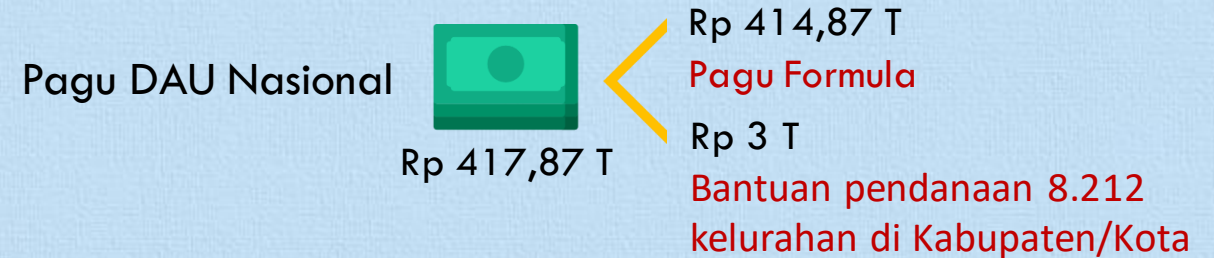 Pagu DAU Nasional
Rp 417,87 T
Rp 414,87 T
Pagu Formula
Rp 3 T
Bantuan pendanaan 8.212
kelurahan di Kabupaten/Kota